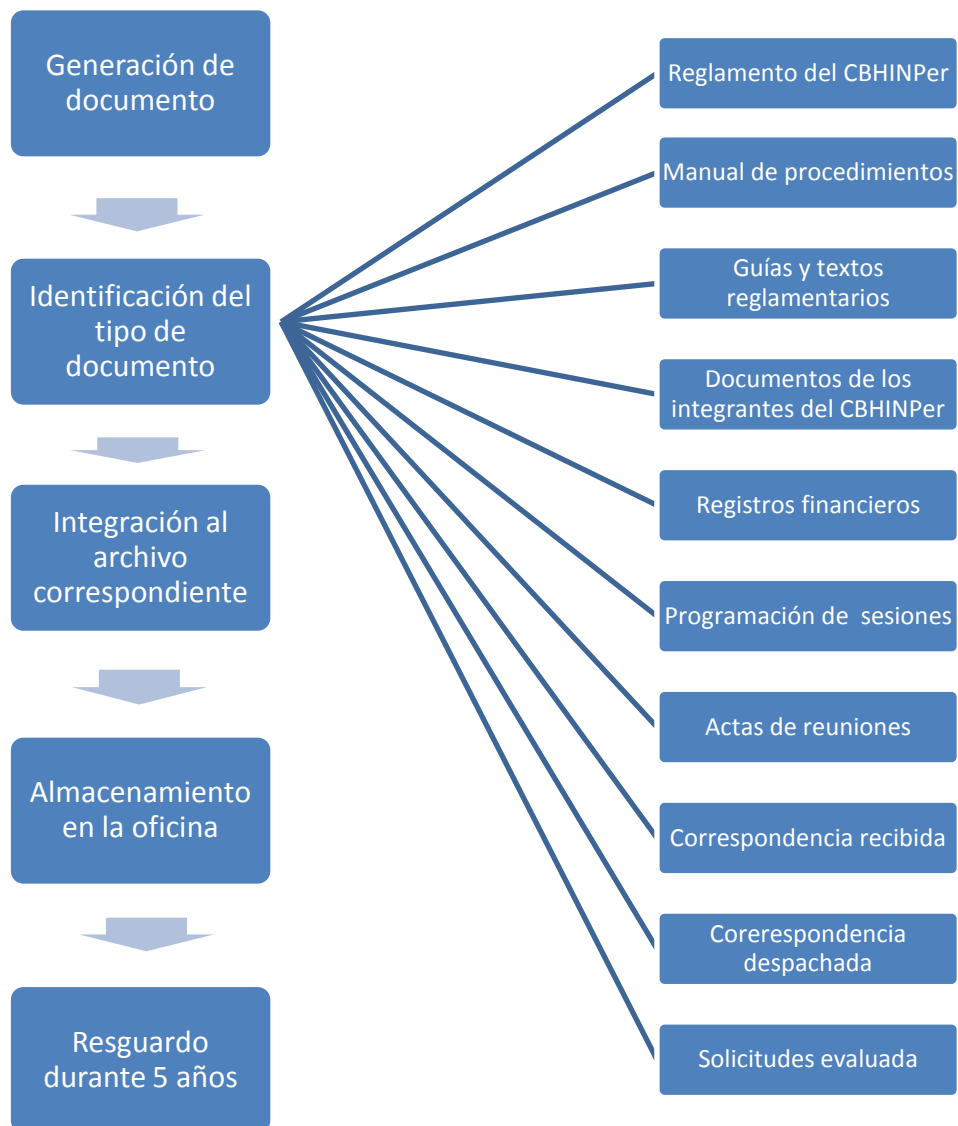 Generación de
documento
Identificación del
tipo de
documento
Integración al
archivo
correspondiente
Almacenamiento
en la oficina
Resguardo
durante 5 años
Reglamento del CBHINPer
Manual de procedimientos
Guías y textos
reglamentarios
Documentos de los
integrantes del CBHINPer
Registros financieros
Programación de  sesiones
Actas de reuniones
Correspondencia recibida
Corerespondencia
despachada
Solicitudes evaluada